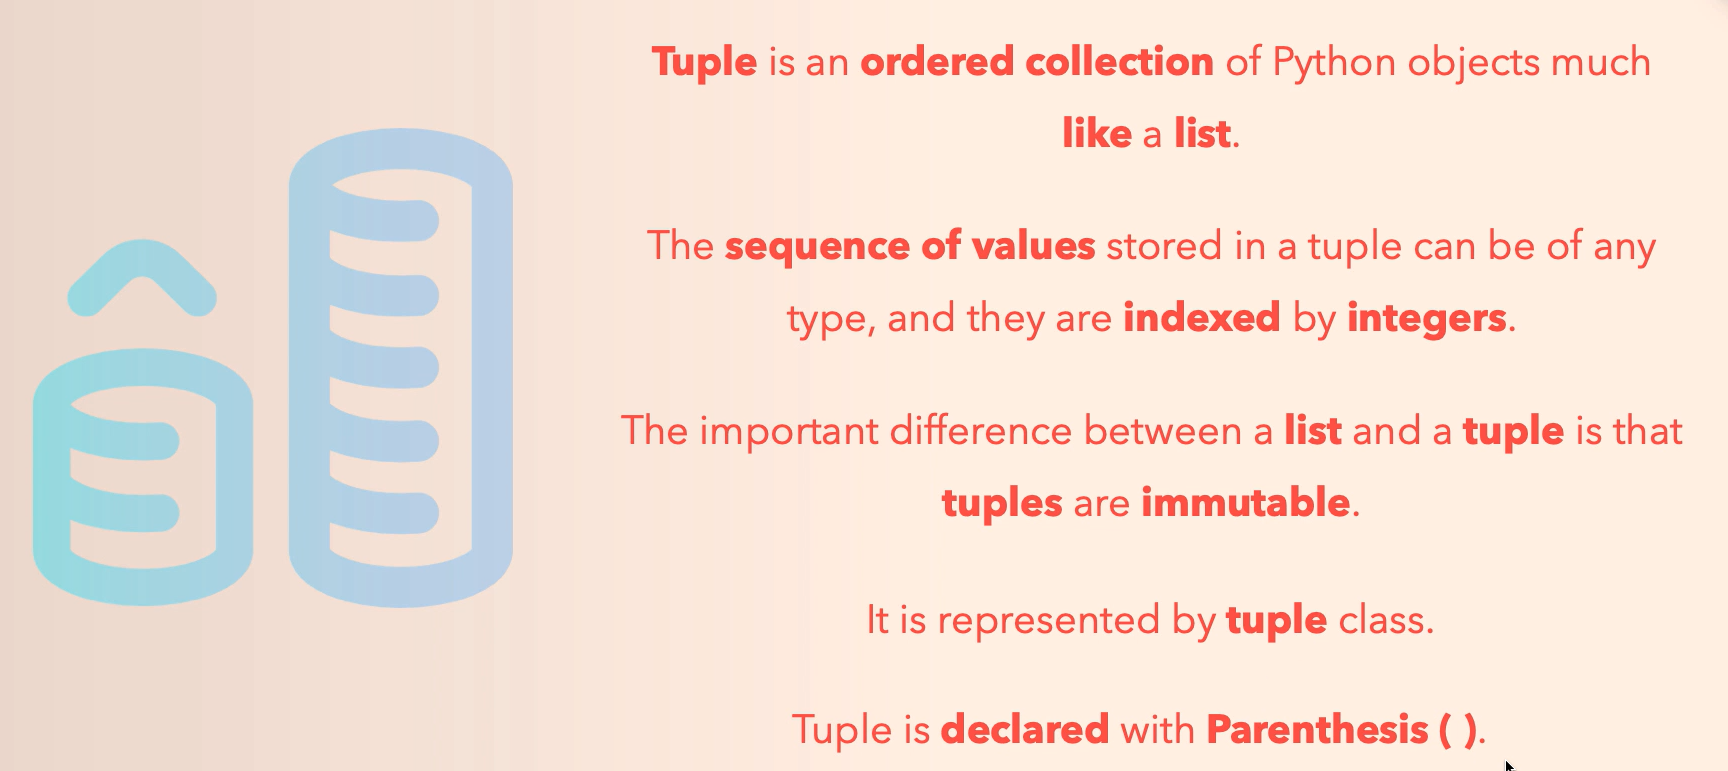 Tuple is an ordered collection of Python objects much
like a list.
The sequence of values stored in a tuple can be of any
type, and they are indexed by integers.
The important difference between a list and a tuple is that
tuples are immutable.
It is represented by tuple class.
Tuple is declared with Parenthesis ( ).